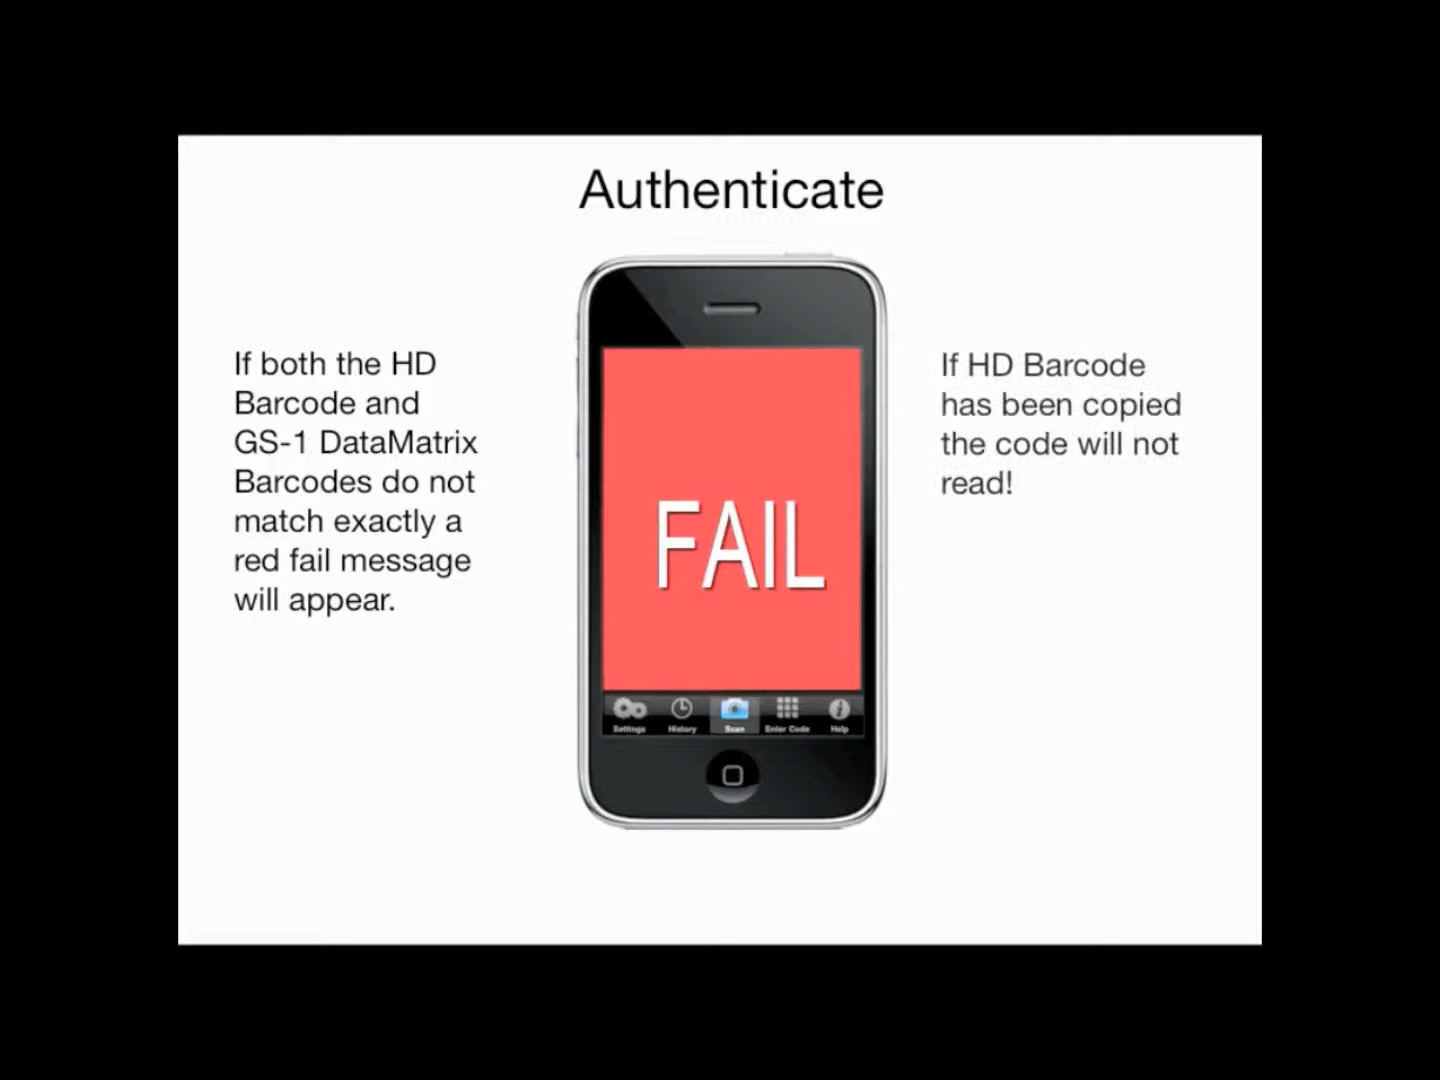 Authenticate
If both the HD
Barcode and
GS-1 DataMatrix
Barcodes do not
match exactly a
red fail message
will appear.
FAIL
Settings
History
Scan
Enter Code
Help
If HD Barcode
has been copied
the code will not
read!